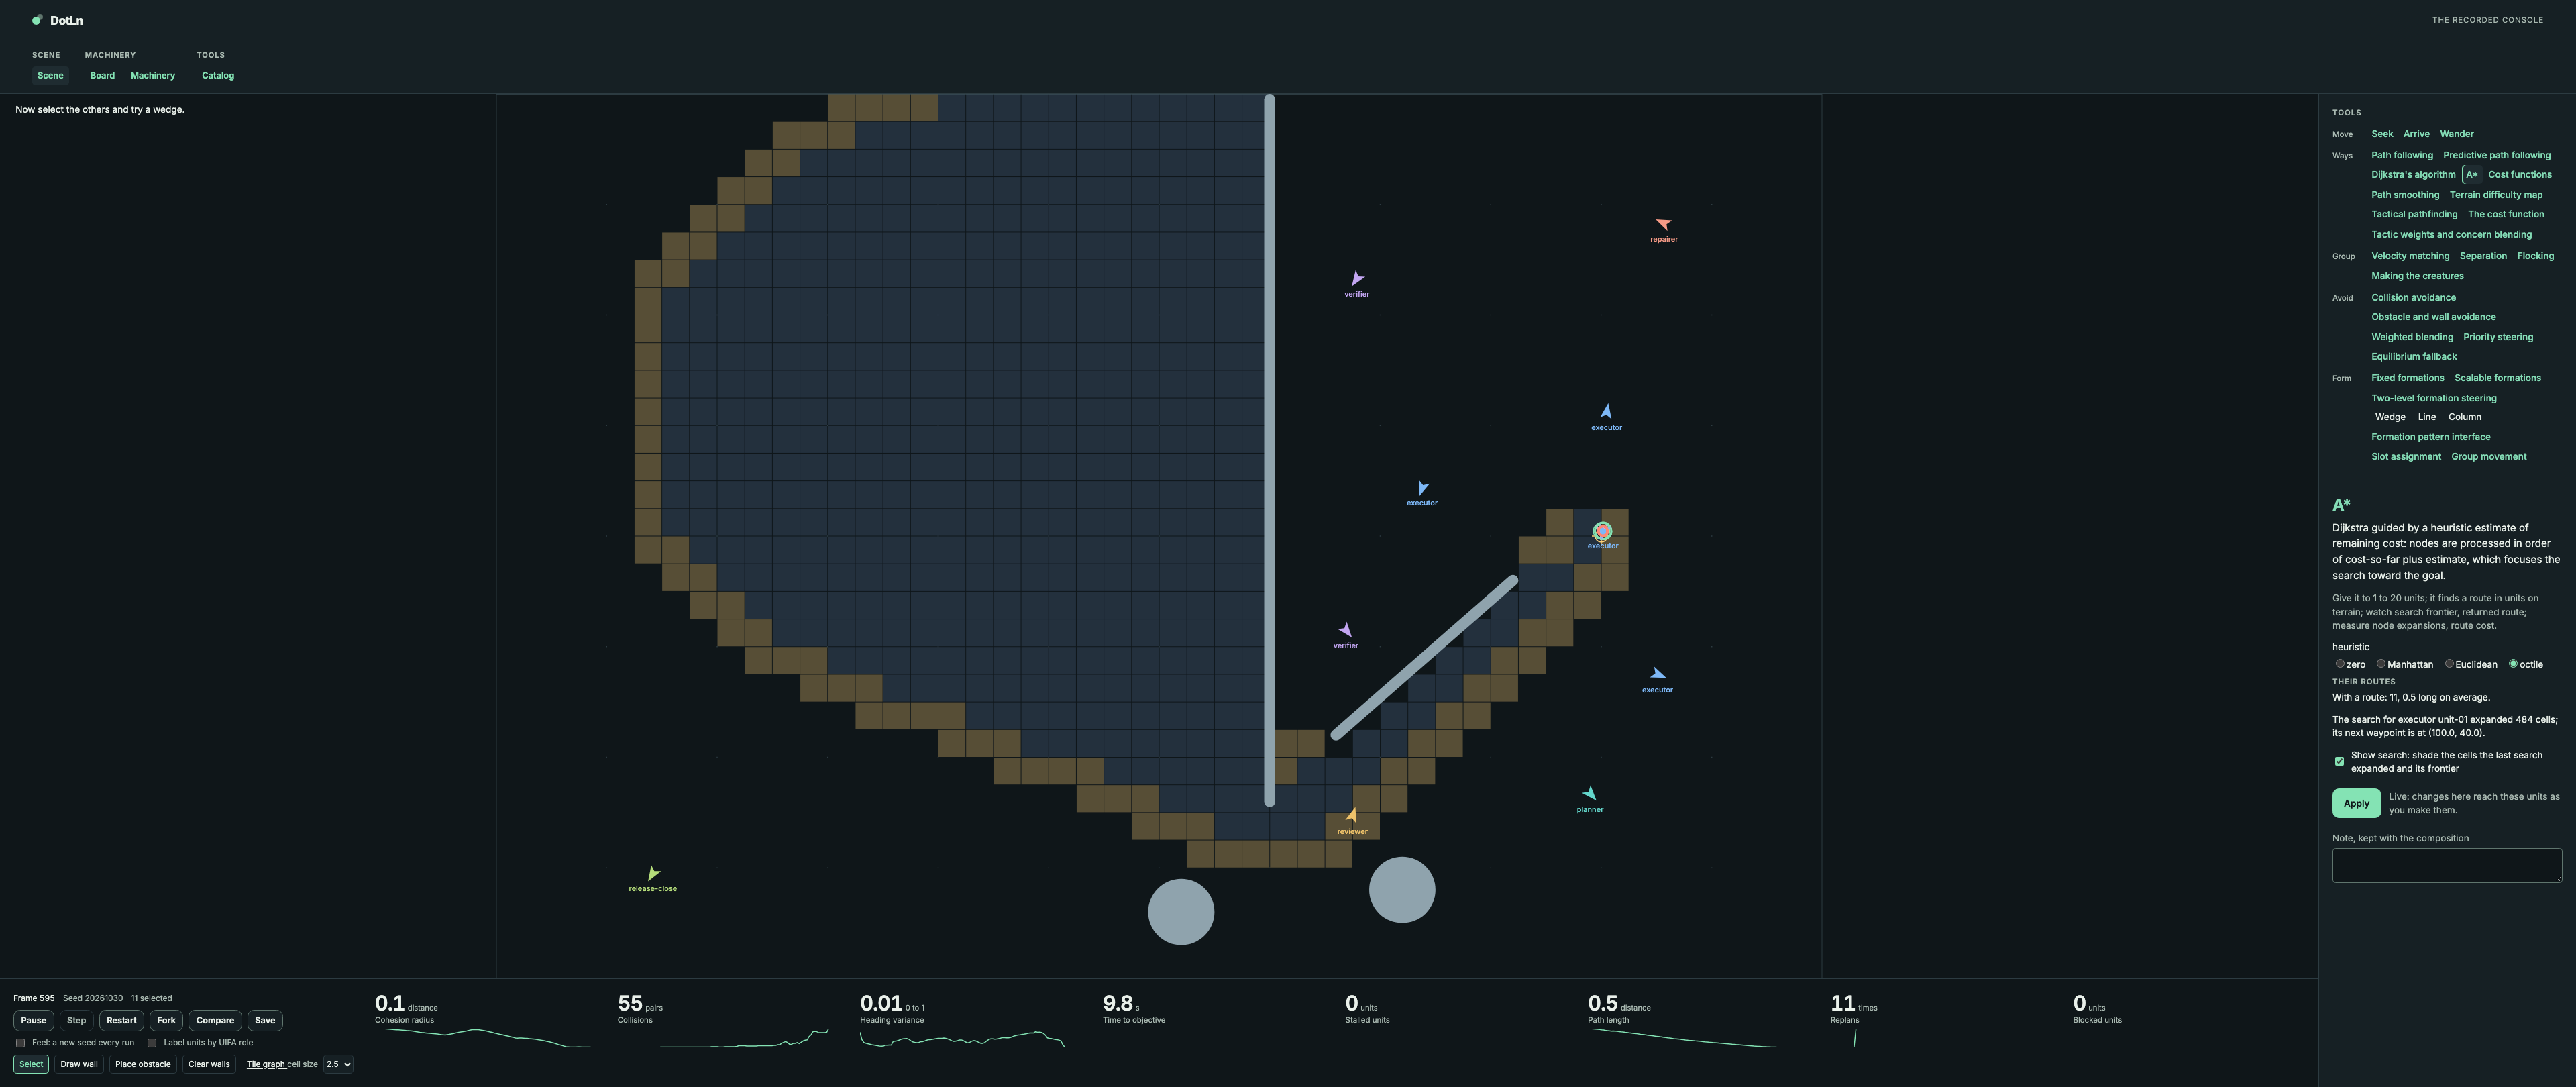 DotLn
THE RECORDED CONSOLE
SCENE MACHINERY TOOLS
Scene Board Machinery Catalog
Now select the others and try a wedge.
repairer
verifier
executor
executor
executor
verifier
executor
planner
reviewer
release-close
TOOLS
Move Seek Arrive Wander
Ways Path following Predictive path following
Dijkstra's algorithm A* Cost functions
Path smoothing Terrain difficulty map
Tactical pathfinding The cost function
Tactic weights and concern blending
Group Velocity matching Separation Flocking
Making the creatures
Avoid Collision avoidance
Obstacle and wall avoidance
Weighted blending Priority steering
Equilibrium fallback
Form Fixed formations Scalable formations
Two-level formation steering
Wedge Line Column
Formation pattern interface
Slot assignment Group movement
A*
Dijkstra guided by a heuristic estimate of
remaining cost: nodes are processed in order
of cost-so-far plus estimate, which focuses the
search toward the goal.
Give it to 1 to 20 units; it finds a route in units on
terrain; watch search frontier, returned route;
measure node expansions, route cost.
heuristic
zero Manhattan Euclidean octile
THEIR ROUTES
With a route: 11, 0.5 long on average.
The search for executor unit-01 expanded 484 cells;
its next waypoint is at (100.0, 40.0).
Show search: shade the cells the last search
expanded and its frontier
Apply Live: changes here reach these units as
you make them.
Note, kept with the composition
Frame 595 Seed 20261030 11 selected
Pause Step Restart Fork Compare Save
Feel: a new seed every run Label units by UIFA role
Select Draw wall Place obstacle Clear walls Tile graph cell size 2.5
0.1 distance
Cohesion radius
55 pairs
Collisions
0.01 0 to 1
Heading variance
9.8 s
Time to objective
0 units
Stalled units
0.5 distance
Path length
11 times
Replans
0 units
Blocked units